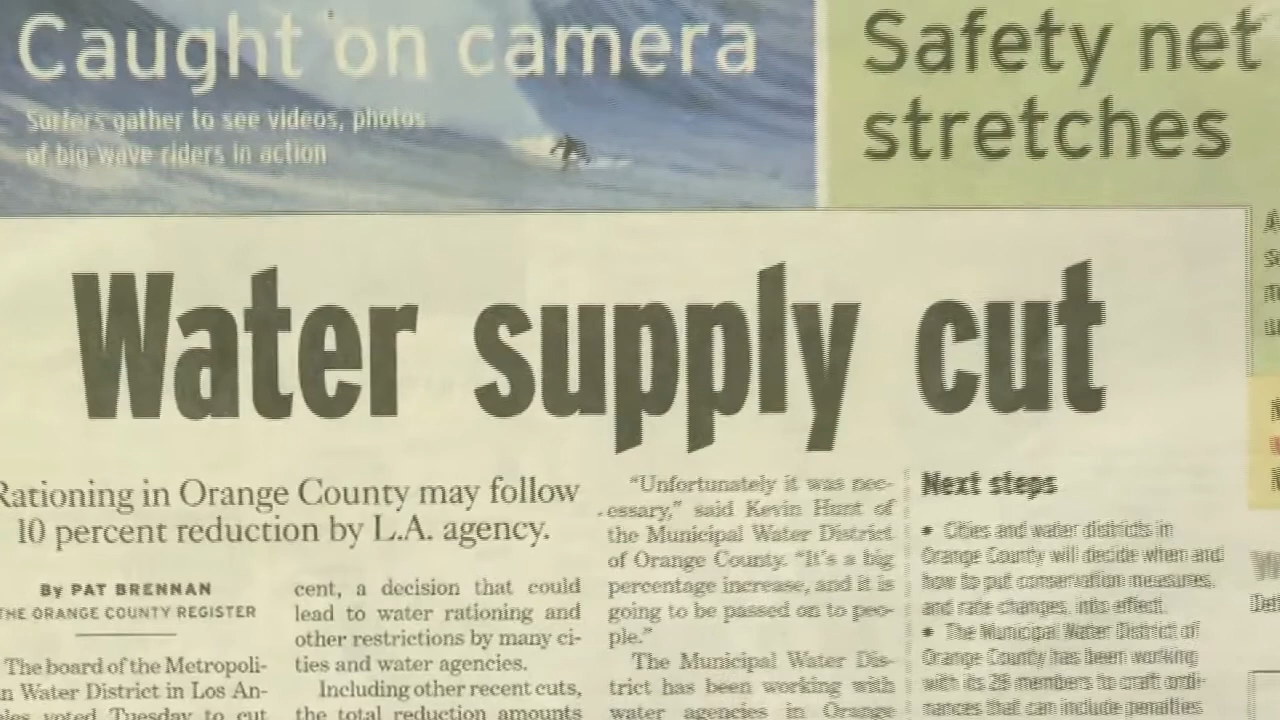 Caught on camera
Surfers gather to see videos, photos
of big-wave riders in action
Safety net
stretches
Water supply cut
Rationing in Orange County may follow
10 percent reduction by L.A. agency.
By PAT BRENNAN
THE ORANGE COUNTY REGISTER
The board of the Metropoli-
n Water District in Los An-
les voted Tuesday to cut
cent, a decision that could
lead to water rationing and
other restrictions by many ci-
ties and water agencies.
Including other recent cuts,
the total reduction amounts
"Unfortunately it was nec-
essary," said Kevin Hunt of
the Municipal Water District
of Orange County. "It's a big
percentage increase, and it is
going to be passed on to peo-
ple."
The Municipal Water Dis-
trict has been working with
water agencies in Orange
Next steps
• Cities and water districts in
Orange County will decide when and
how to put conservation measures,
and rate changes, into effect.
• The Municipal Water District of
Orange County has been working
with its 28 members to craft ordi-
nances that can include penalties